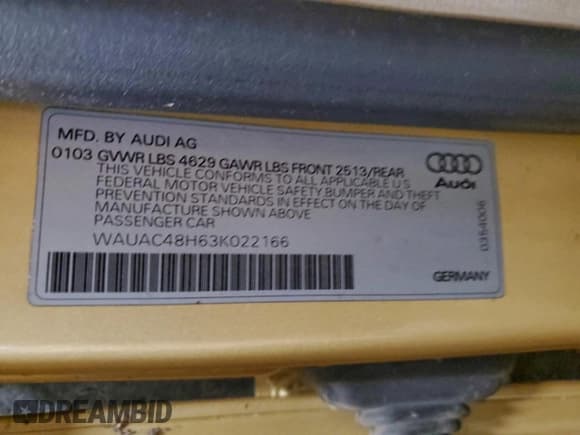 MFD. BY AUDI AG
0103 GVWR LBS 4629 GAWR LBS FRONT 2513/REAR
THIS VEHICLE CONFORMS TO ALL APPLICABLE U S
FEDERAL MOTOR VEHICLE SAFETY BUMPER AND THEFT
PREVENTION STANDARDS IN EFFECT ON THE DAY OF
MANUFACTURE SHOWN ABOVE
PASSENGER CAR
WAUAC48H63K022166
Audi
0354006
GERMANY
DREAMBID